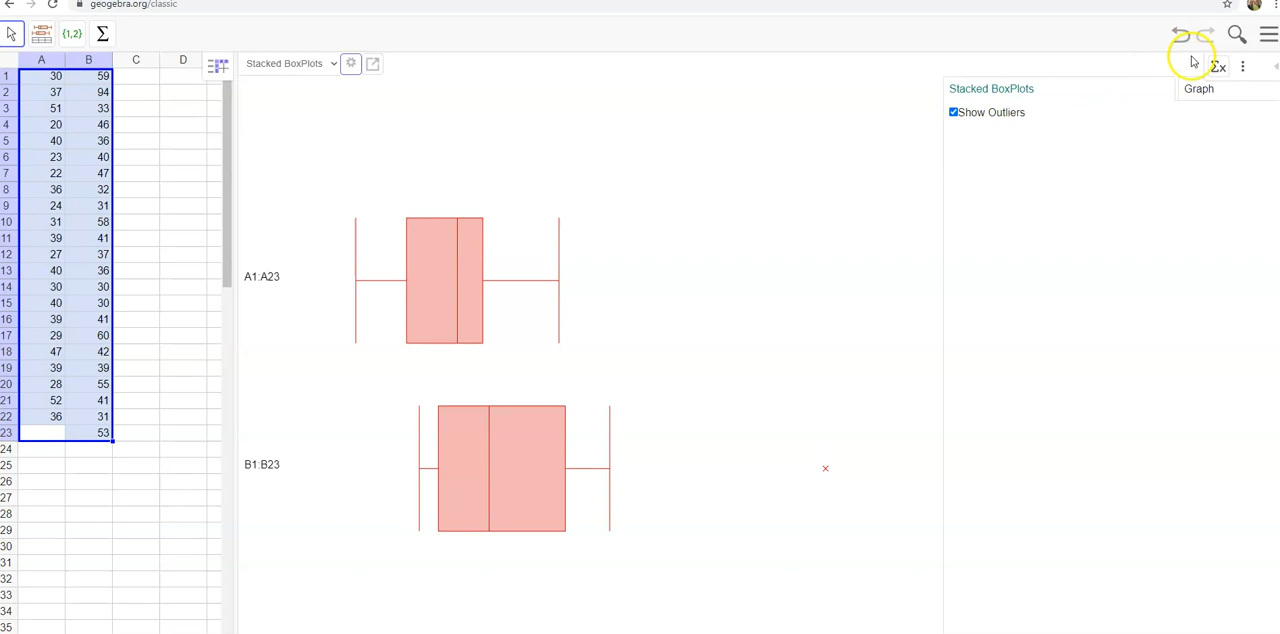 geogebra.org/classic
{1,2} Σ
A B C D Stacked BoxPlots Σx
Stacked BoxPlots Graph
Show Outliers
1 30 59
2 37 94
3 51 33
4 20 46
5 40 36
6 23 40
7 22 47
8 36 32
9 24 31
10 31 58
11 39 41
12 27 37
13 40 36
14 30 30
15 40 30
16 39 41
17 29 60
18 47 42
19 39 39
20 28 55
21 52 41
22 36 31
23 53
24
25
26
27
28
29
30
31
32
33
34
35
A1:A23
B1:B23